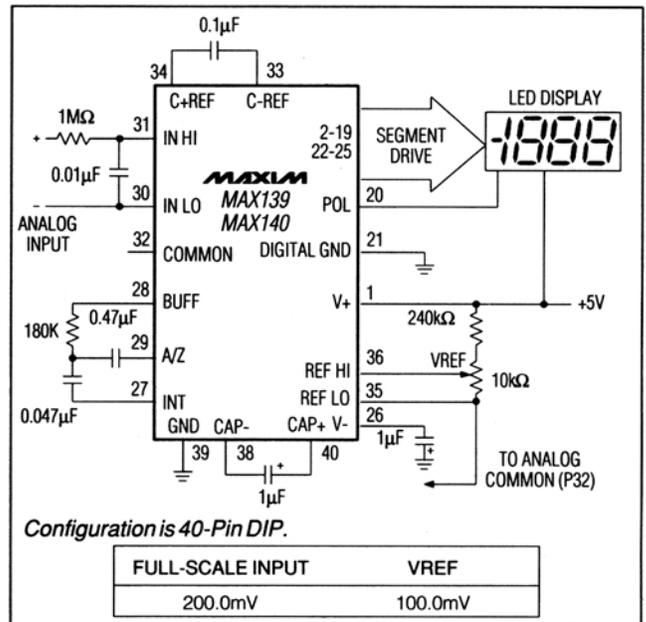 0.1µF
34
33
C+REF
C-REF
1MΩ
+
31
IN HI
0.01µF
30
IN LO
–
ANALOG
INPUT
32
COMMON
28
BUFF
180K
0.47µF
29
A/Z
27
INT
0.047µF
MAXIM
MAX139
MAX140
2-19
22-25
SEGMENT
DRIVE
LED DISPLAY
-1888
POL
20
DIGITAL GND
21
V+
1
+5V
240kΩ
REF HI
36
VREF
10kΩ
REF LO
35
26
GND
CAP-
CAP+
V-
39
38
40
1µF
+
1µF
+
TO ANALOG
COMMON (P32)
Configuration is 40-Pin DIP.
FULL-SCALE INPUT VREF
200.0mV 100.0mV